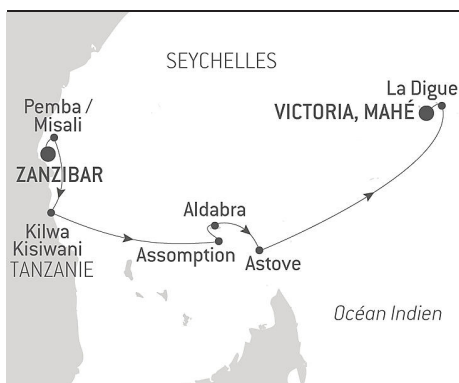 SEYCHELLES
La Digue
VICTORIA, MAHÉ
Pemba /
Misali
ZANZIBAR
Aldabra
Kilwa
Kisiwani
TANZANIE
Assomption
Astove
Océan Indien